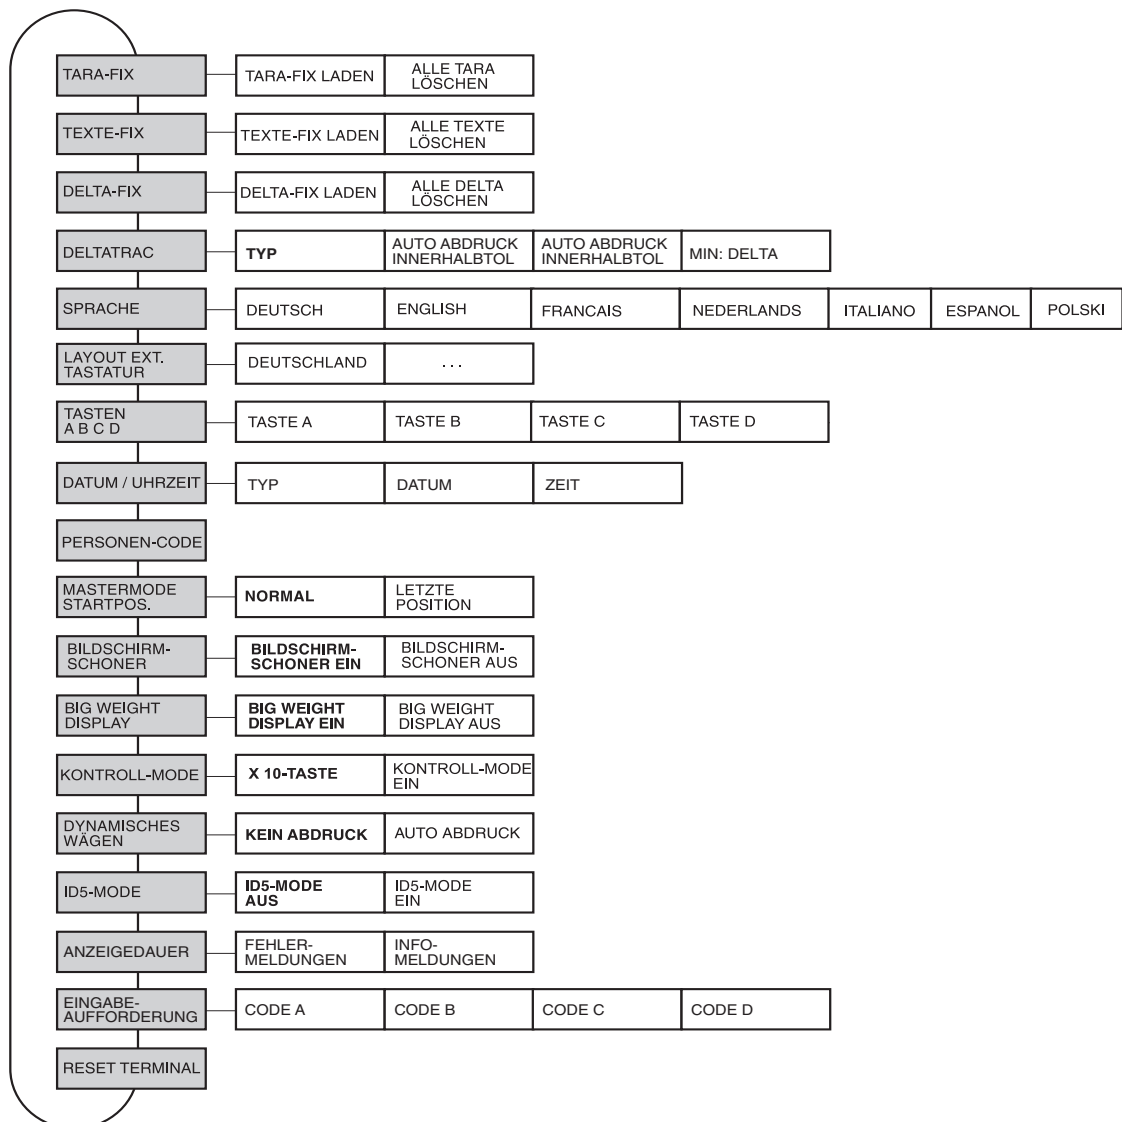 TARA-FIX
TARA-FIX LADEN
ALLE TARA
LÖSCHEN
TEXTE-FIX
TEXTE-FIX LADEN
ALLE TEXTE
LÖSCHEN
DELTA-FIX
DELTA-FIX LADEN
ALLE DELTA
LÖSCHEN
DELTATRAC
TYP
AUTO ABDRUCK
INNERHALBTOL
AUTO ABDRUCK
INNERHALBTOL
MIN: DELTA
SPRACHE
DEUTSCH
ENGLISH
FRANCAIS
NEDERLANDS
ITALIANO
ESPANOL
POLSKI
LAYOUT EXT.
TASTATUR
DEUTSCHLAND
...
TASTEN
A B C D
TASTE A
TASTE B
TASTE C
TASTE D
DATUM / UHRZEIT
TYP
DATUM
ZEIT
PERSONEN-CODE
MASTERMODE
STARTPOS.
NORMAL
LETZTE
POSITION
BILDSCHIRM-
SCHONER
BILDSCHIRM-
SCHONER EIN
BILDSCHIRM-
SCHONER AUS
BIG WEIGHT
DISPLAY
BIG WEIGHT
DISPLAY EIN
BIG WEIGHT
DISPLAY AUS
KONTROLL-MODE
X 10-TASTE
KONTROLL-MODE
EIN
DYNAMISCHES
WÄGEN
KEIN ABDRUCK
AUTO ABDRUCK
ID5-MODE
ID5-MODE
AUS
ID5-MODE
EIN
ANZEIGEDAUER
FEHLER-
MELDUNGEN
INFO-
MELDUNGEN
EINGABE-
AUFFORDERUNG
CODE A
CODE B
CODE C
CODE D
RESET TERMINAL